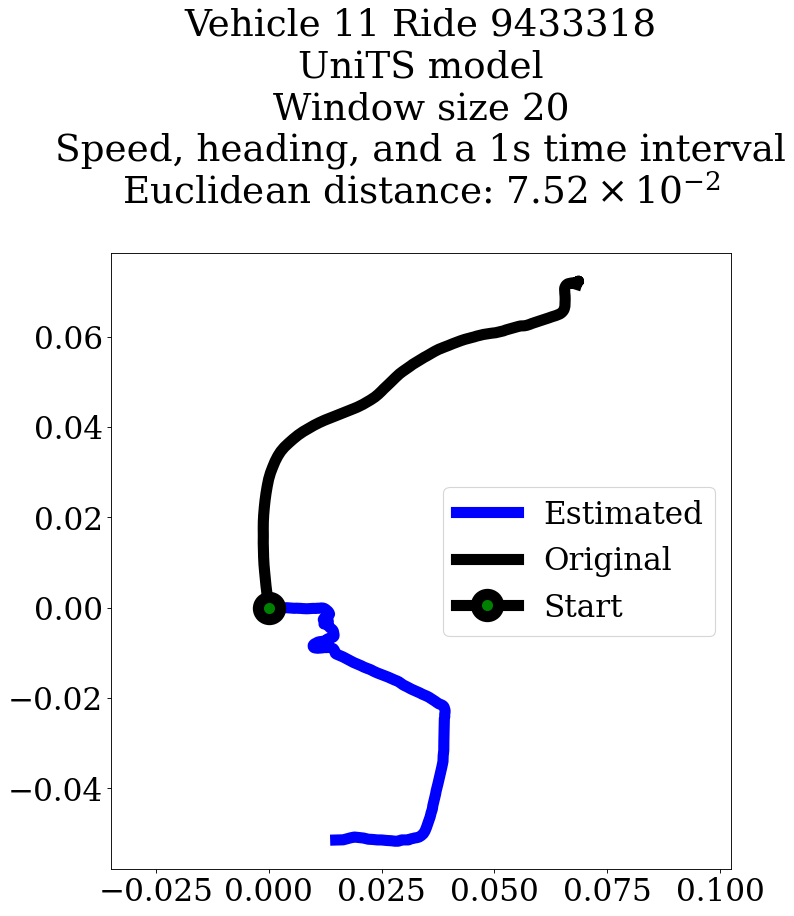 Vehicle 11 Ride 9433318
UniTS model
Window size 20
Speed, heading, and a 1s time interval
Euclidean distance: 7.52 × 10⁻²
0.06
0.04
0.02
0.00
−0.02
−0.04
Estimated
Original
Start
−0.025 0.000 0.025 0.050 0.075 0.100